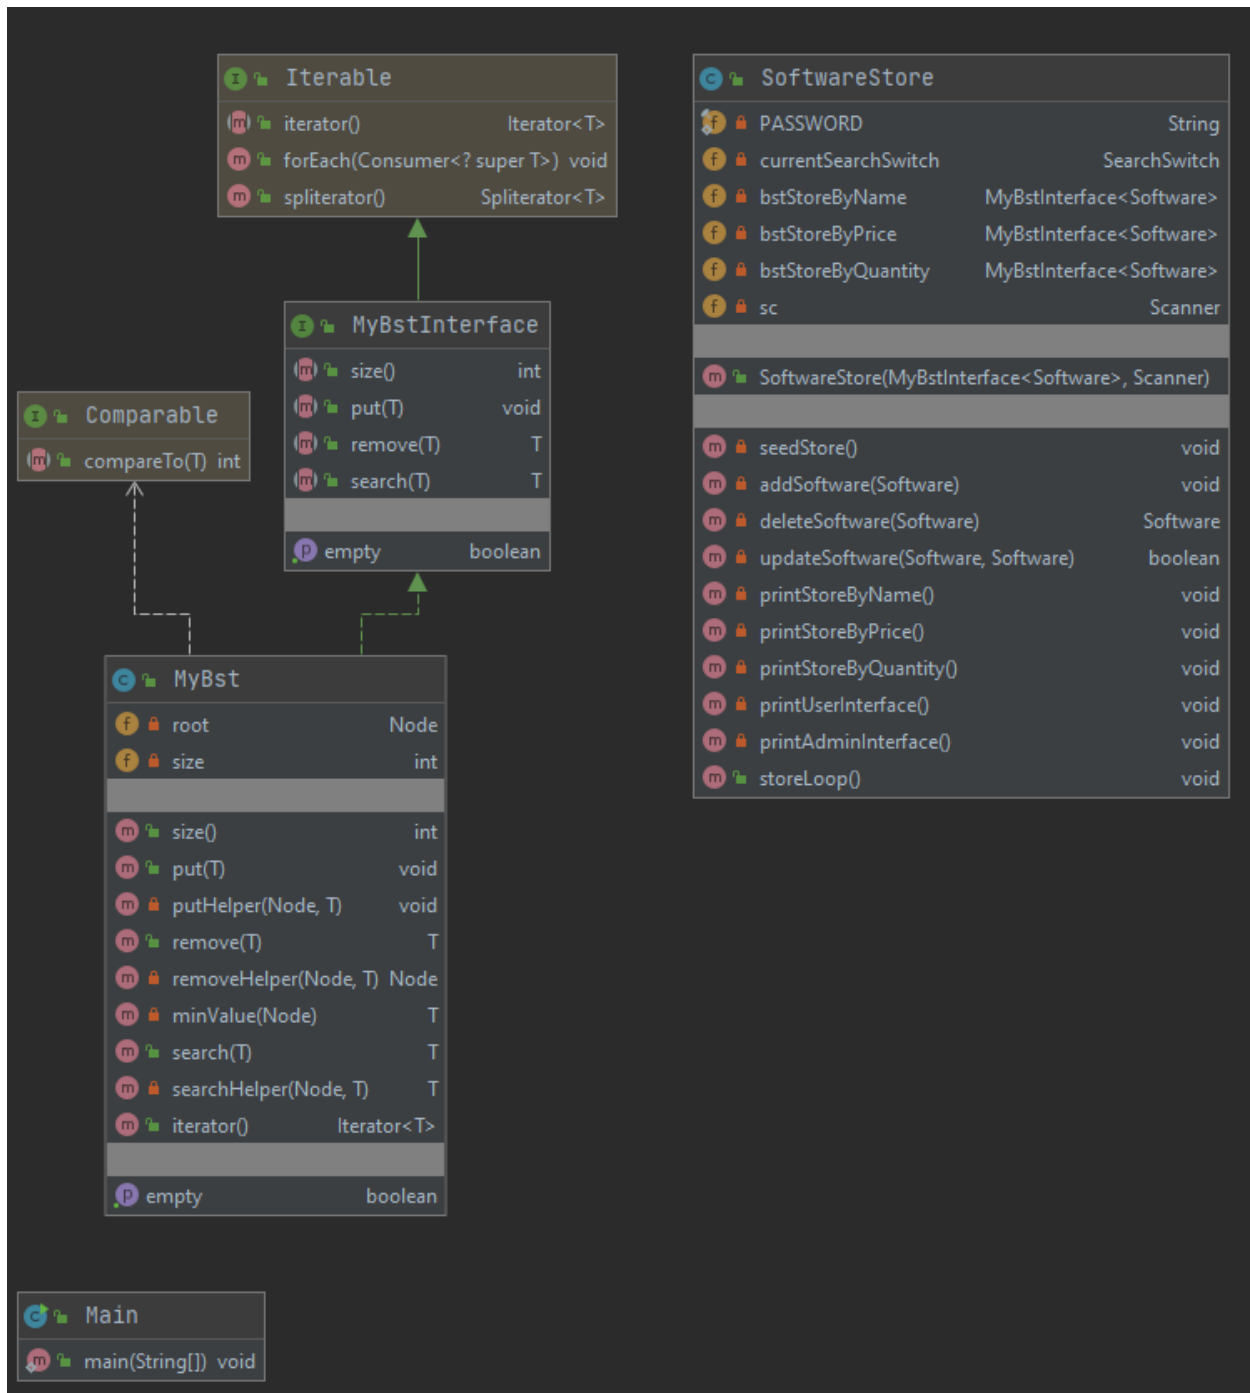 Iterable
iterator() Iterator<T>
forEach(Consumer<? super T>) void
spliterator() Spliterator<T>
MyBstInterface
size() int
put(T) void
remove(T) T
search(T) T
empty boolean
Comparable
compareTo(T) int
MyBst
root Node
size int
size() int
put(T) void
putHelper(Node, T) void
remove(T) T
removeHelper(Node, T) Node
minValue(Node) T
search(T) T
searchHelper(Node, T) T
iterator() Iterator<T>
empty boolean
Main
main(String[]) void
SoftwareStore
PASSWORD String
currentSearchSwitch SearchSwitch
bstStoreByName MyBstInterface<Software>
bstStoreByPrice MyBstInterface<Software>
bstStoreByQuantity MyBstInterface<Software>
sc Scanner
SoftwareStore(MyBstInterface<Software>, Scanner)
seedStore() void
addSoftware(Software) void
deleteSoftware(Software) Software
updateSoftware(Software, Software) boolean
printStoreByName() void
printStoreByPrice() void
printStoreByQuantity() void
printUserInterface() void
printAdminInterface() void
storeLoop() void